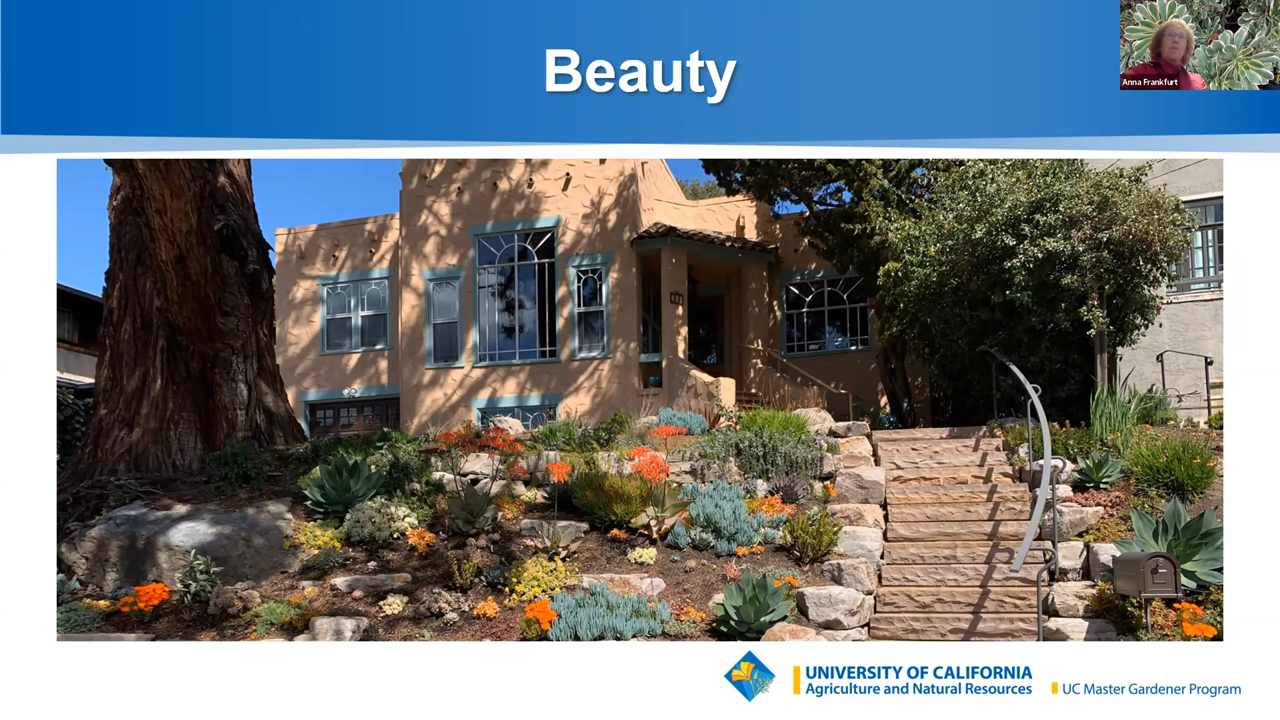 Beauty
Anna Frankfurt
UNIVERSITY OF CALIFORNIA
Agriculture and Natural Resources
UC Master Gardener Program